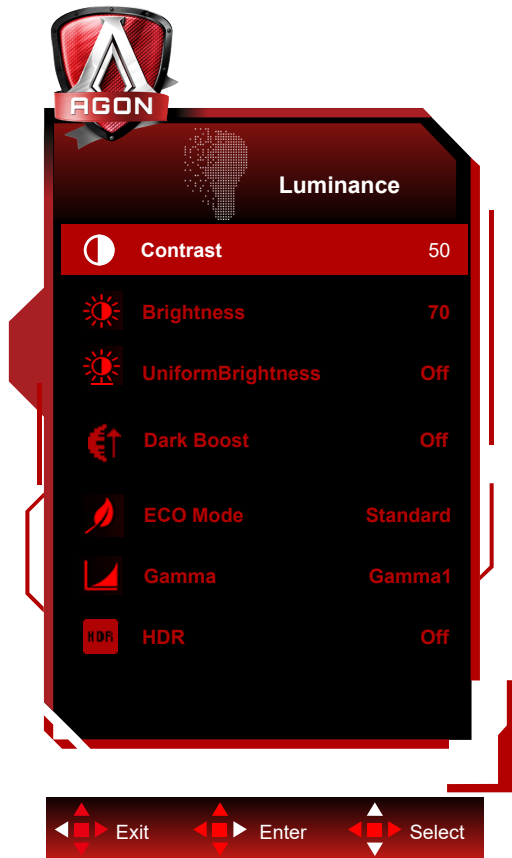 AGON
Luminance
Contrast 50
Brightness 70
UniformBrightness Off
Dark Boost Off
ECO Mode Standard
Gamma Gamma1
HDR HDR Off
Exit Enter Select